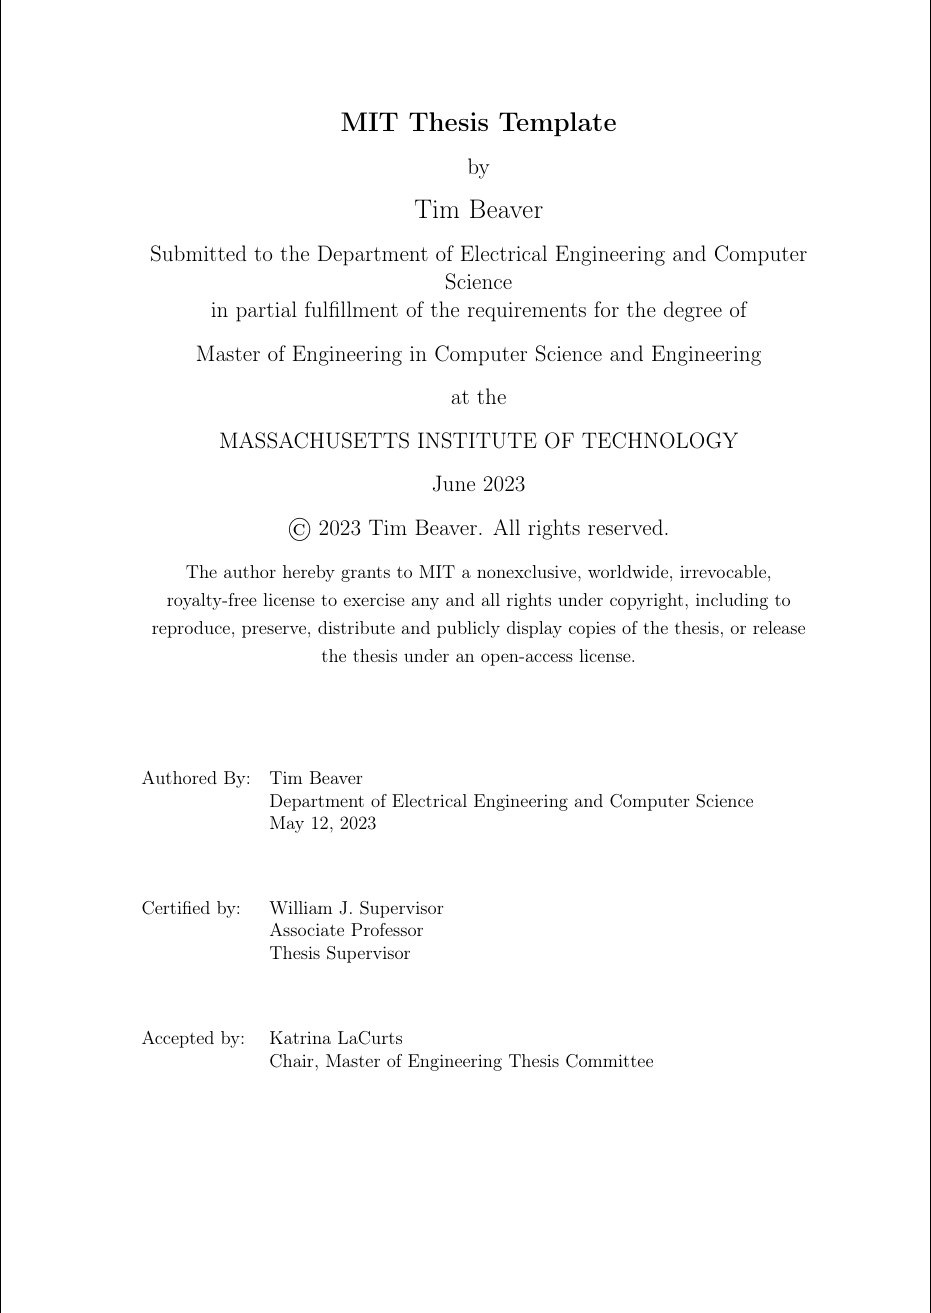 MIT Thesis Template
by
Tim Beaver
Submitted to the Department of Electrical Engineering and Computer
Science
in partial fulfillment of the requirements for the degree of
Master of Engineering in Computer Science and Engineering
at the
MASSACHUSETTS INSTITUTE OF TECHNOLOGY
June 2023
© 2023 Tim Beaver. All rights reserved.
The author hereby grants to MIT a nonexclusive, worldwide, irrevocable,
royalty-free license to exercise any and all rights under copyright, including to
reproduce, preserve, distribute and publicly display copies of the thesis, or release
the thesis under an open-access license.
Authored By: Tim Beaver
Department of Electrical Engineering and Computer Science
May 12, 2023
Certified by: William J. Supervisor
Associate Professor
Thesis Supervisor
Accepted by: Katrina LaCurts
Chair, Master of Engineering Thesis Committee